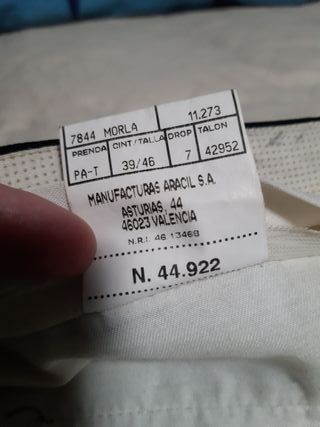 7844 MORLA 11.273
PRENDA CINT/TALLA DROP TALON
PA-T 39/46 7 42952
MANUFACTURAS ARACIL S.A.
ASTURIAS, 44
46023 VALENCIA
N.R.I. 46 13468
N. 44.922